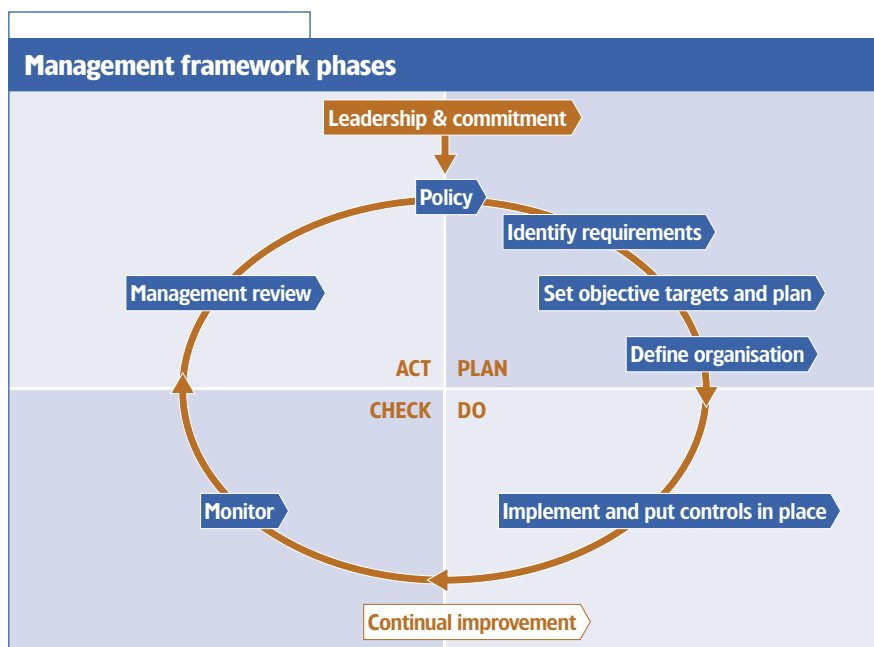 Management framework phases
Leadership & commitment
Policy
Identify requirements
Set objective targets and plan
Define organisation
Management review
ACT
PLAN
CHECK
DO
Implement and put controls in place
Monitor
Continual improvement